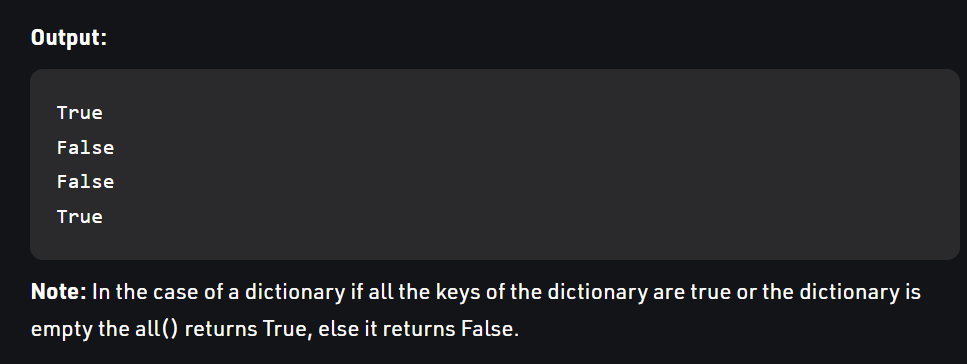 Output:
True
False
False
True
Note: In the case of a dictionary if all the keys of the dictionary are true or the dictionary is
empty the all() returns True, else it returns False.